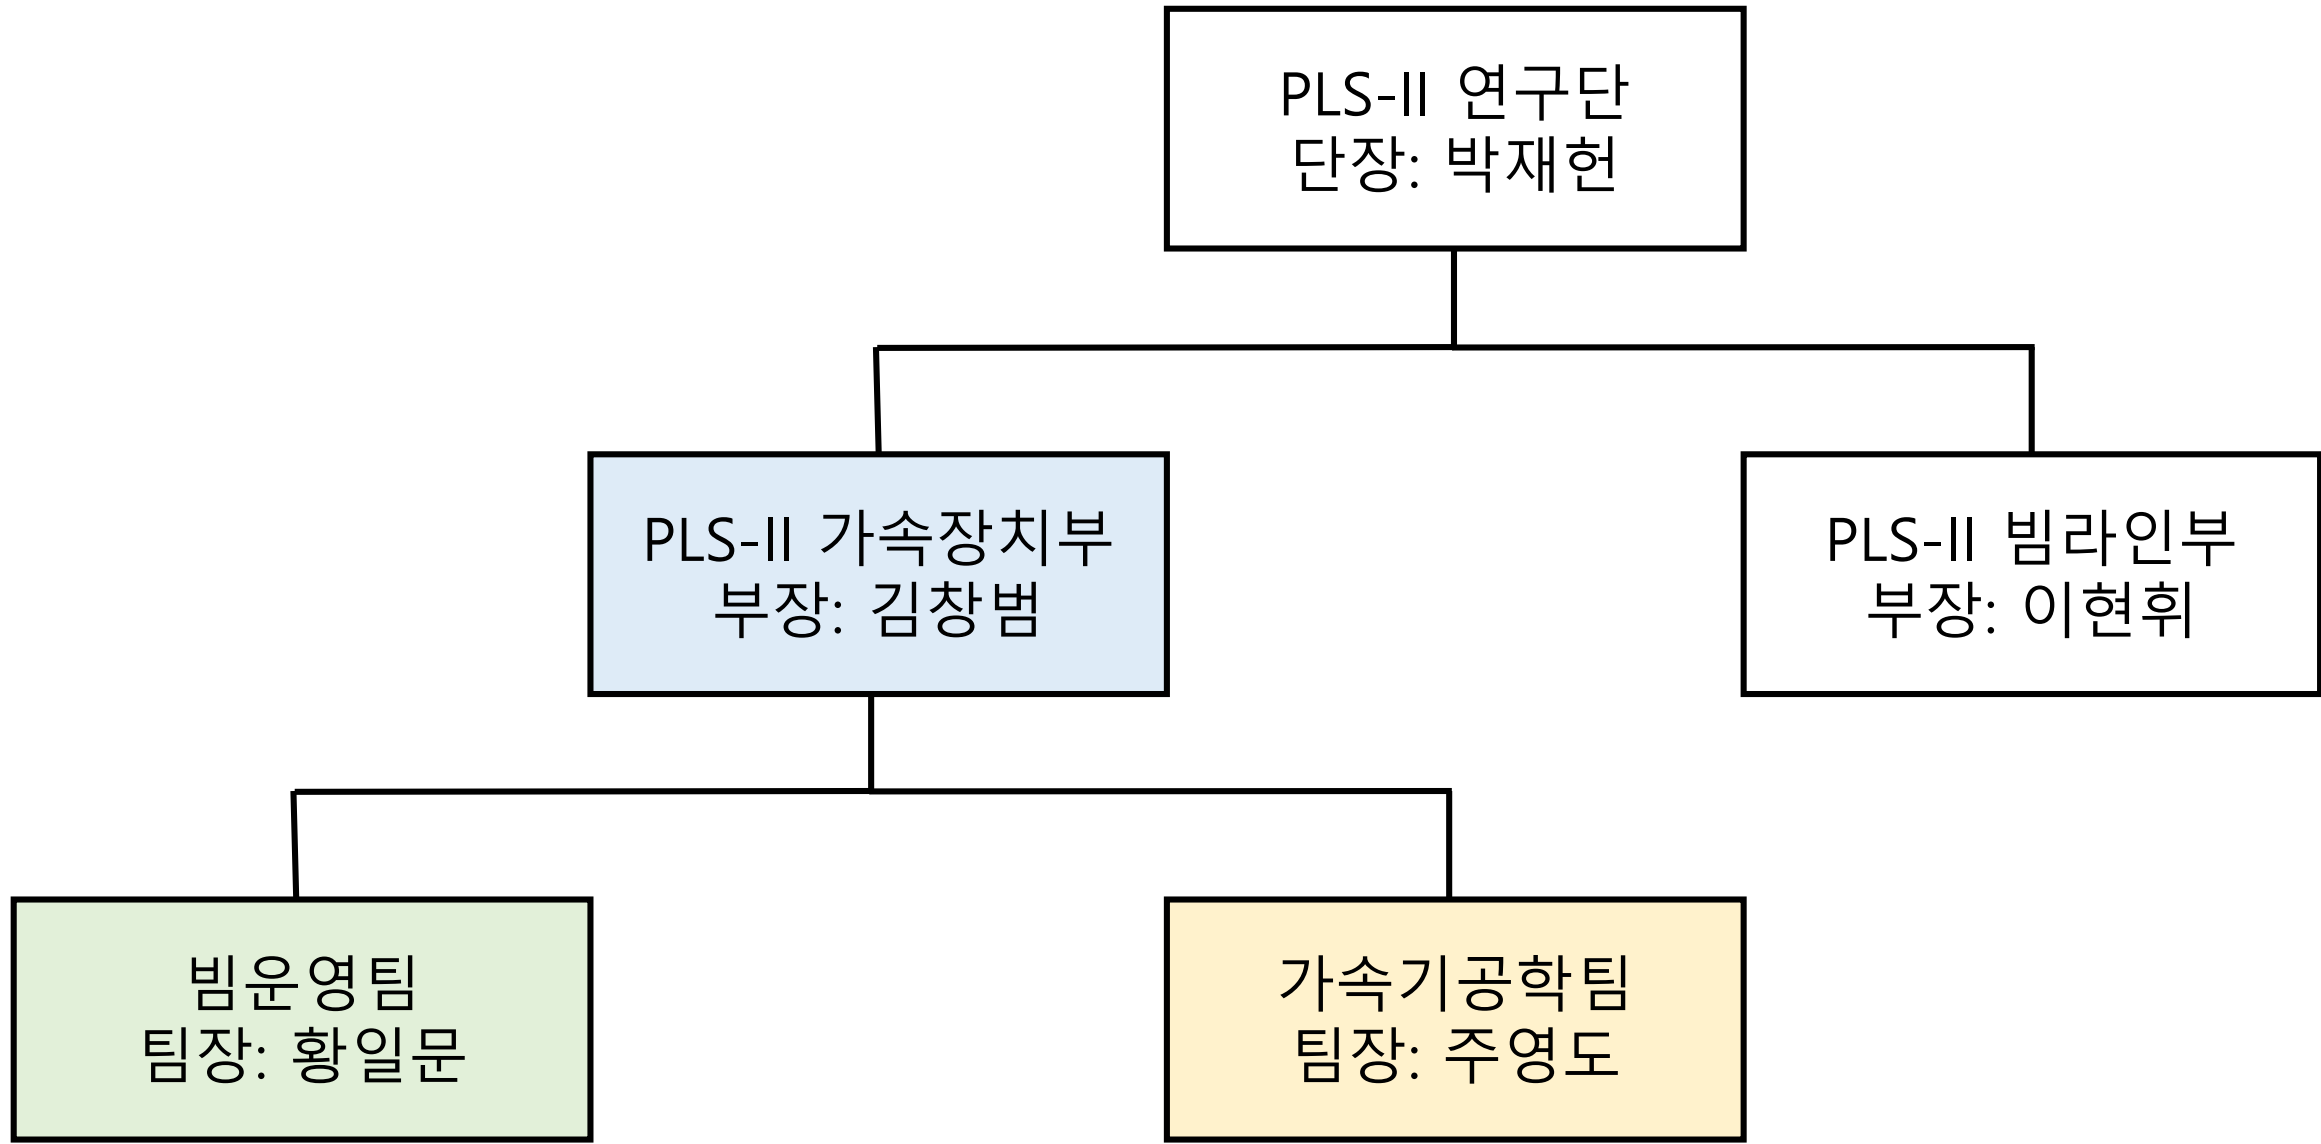 PLS-II 연구단
단장: 박재헌
PLS-II 가속장치부
부장: 김창범
PLS-II 빔라인부
부장: 이현휘
빔운영팀
팀장: 황일문
가속기공학팀
팀장: 주영도